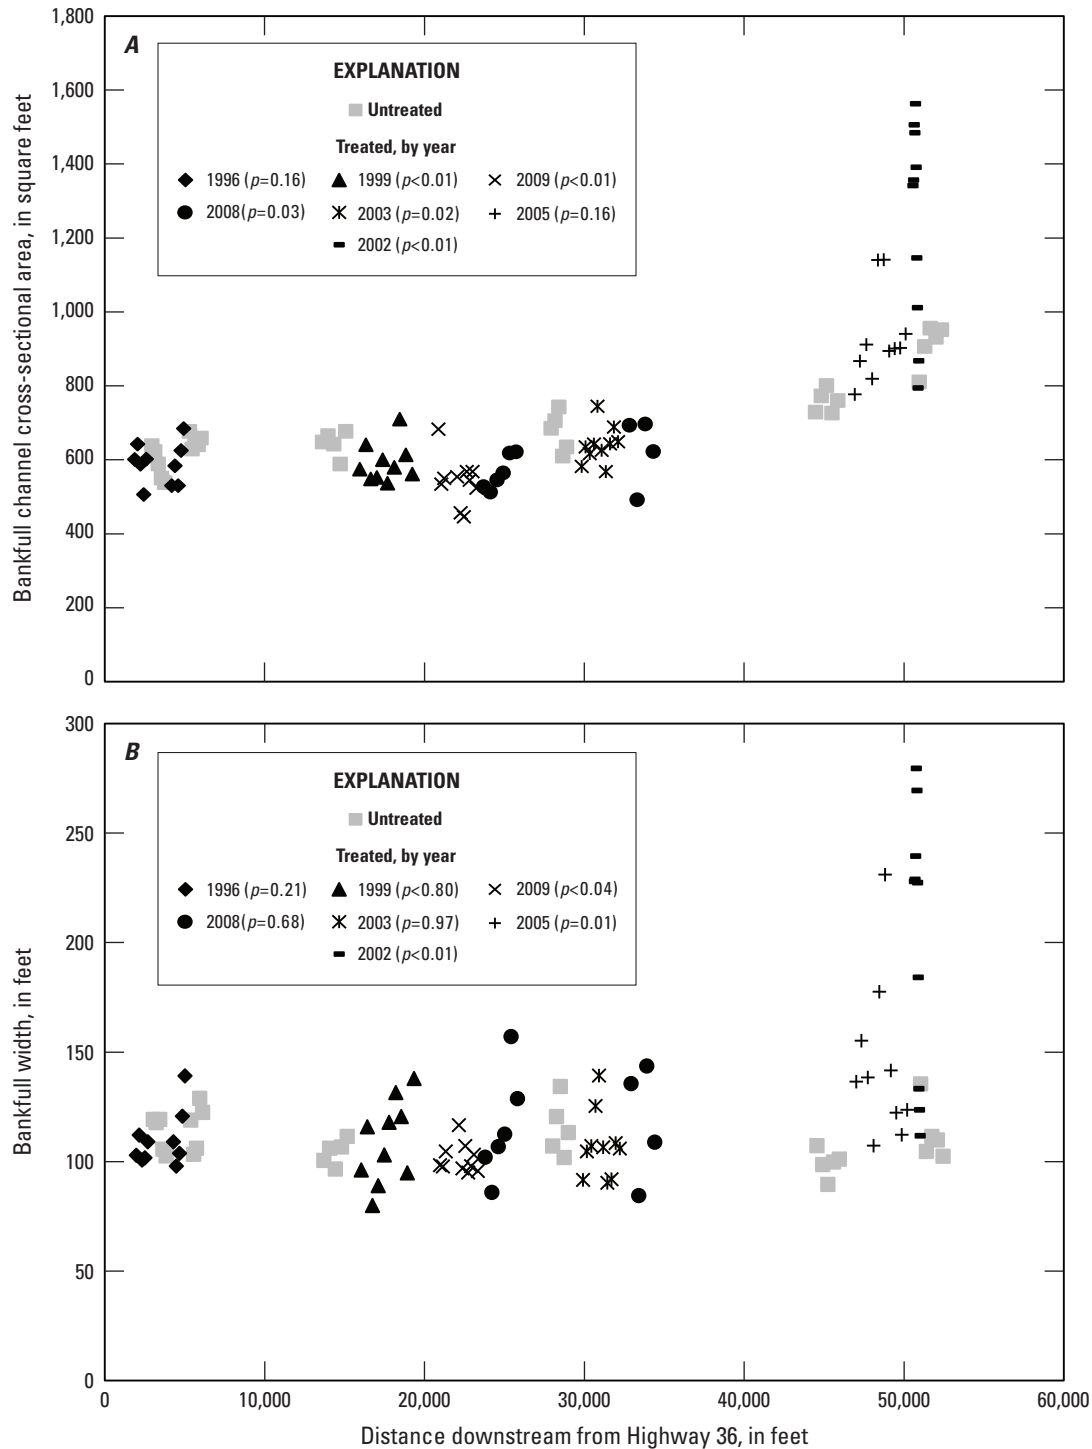 A
EXPLANATION
Untreated
Treated, by year
1996 (p=0.16) 1999 (p<0.01) 2009 (p<0.01)
2008(p=0.03) 2003 (p=0.02) 2005 (p=0.16)
2002 (p<0.01)
Bankfull channel cross-sectional area, in square feet
1,800
1,600
1,400
1,200
1,000
800
600
400
200
0
B
EXPLANATION
Untreated
Treated, by year
1996 (p=0.21) 1999 (p<0.80) 2009 (p<0.04)
2008(p=0.68) 2003 (p=0.97) 2005 (p=0.01)
2002 (p<0.01)
Bankfull width, in feet
300
250
200
150
100
50
0
0 10,000 20,000 30,000 40,000 50,000 60,000
Distance downstream from Highway 36, in feet